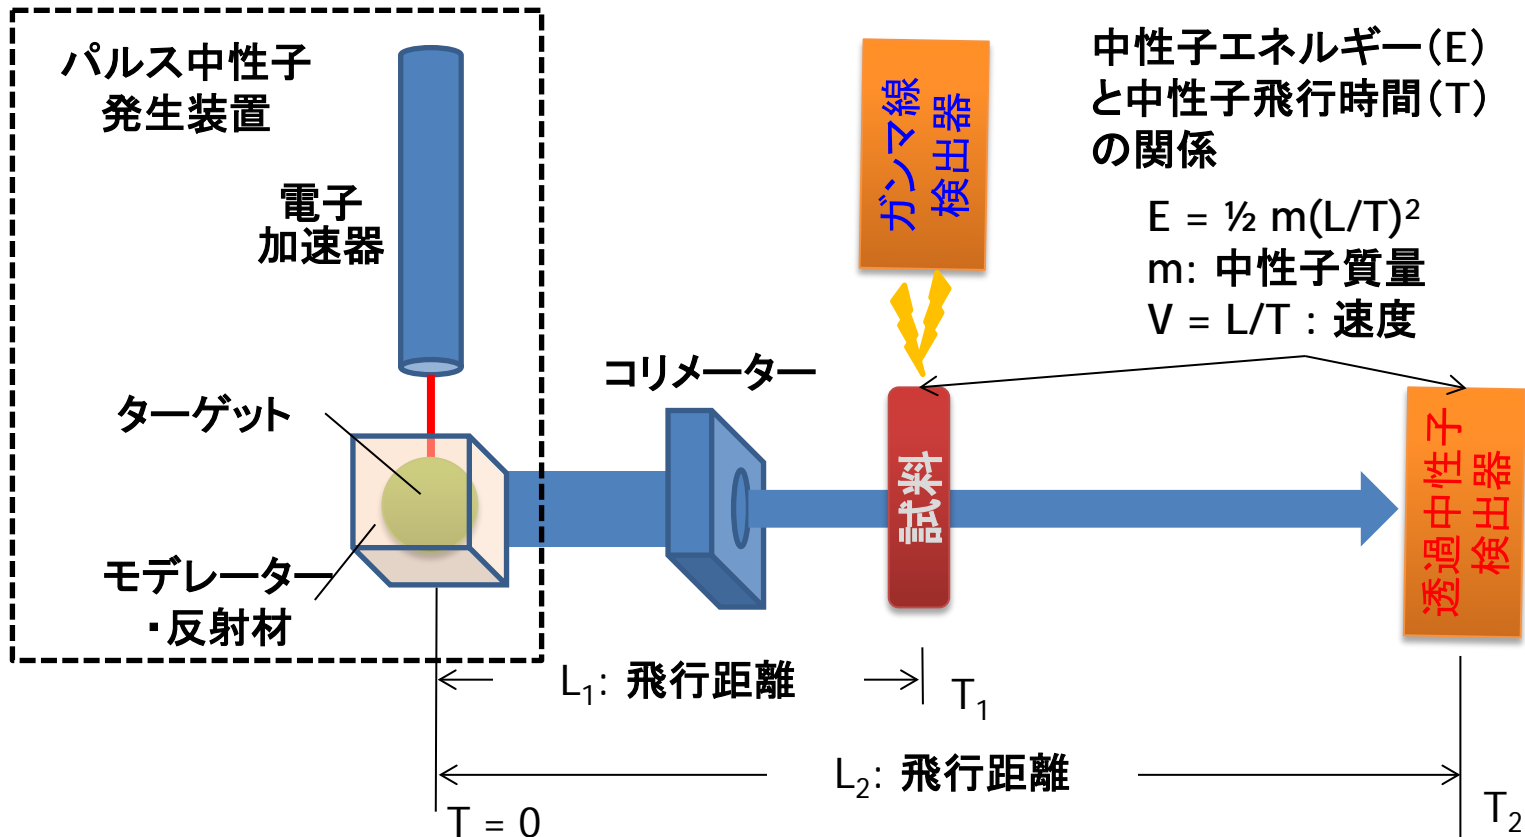 パルス中性子
発生装置
電子
加速器
ターゲット
モデレーター
・反射材
コリメーター
ガンマ線
検出器
試料
中性子エネルギー(E)
と中性子飛行時間(T)
の関係
E = ½ m(L/T)²
m: 中性子質量
V = L/T : 速度
透過中性子
検出器
L₁: 飛行距離
T₁
L₂: 飛行距離
T = 0
T₂